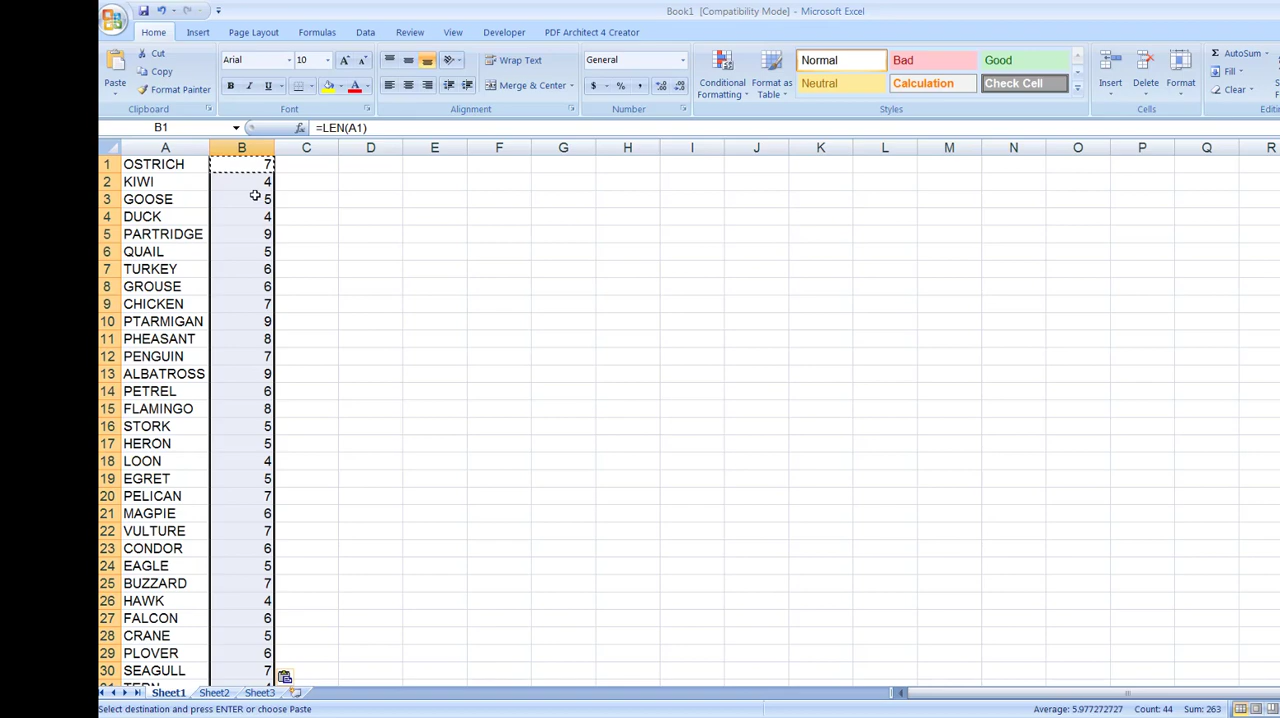 Book1 [Compatibility Mode] - Microsoft Excel
Home Insert Page Layout Formulas Data Review View Developer PDF Architect 4 Creator
Paste
Cut
Copy
Format Painter
Clipboard
Arial 10
B I U
A A
Font
Wrap Text
Merge & Center
Alignment
General
$ % ,
Number
Conditional Formatting
Format as Table
Normal Bad Good
Neutral Calculation Check Cell
Styles
Insert Delete Format
Cells
AutoSum
Fill
Clear
B1 fx =LEN(A1)
A B C D E F G H I J K L M N O P Q R
1 OSTRICH 7
2 KIWI 4
3 GOOSE 5
4 DUCK 4
5 PARTRIDGE 9
6 QUAIL 5
7 TURKEY 6
8 GROUSE 6
9 CHICKEN 7
10 PTARMIGAN 9
11 PHEASANT 8
12 PENGUIN 7
13 ALBATROSS 9
14 PETREL 6
15 FLAMINGO 8
16 STORK 5
17 HERON 5
18 LOON 4
19 EGRET 5
20 PELICAN 7
21 MAGPIE 6
22 VULTURE 7
23 CONDOR 6
24 EAGLE 5
25 BUZZARD 7
26 HAWK 4
27 FALCON 6
28 CRANE 5
29 PLOVER 6
30 SEAGULL 7
Sheet1 Sheet2 Sheet3
Select destination and press ENTER or choose Paste Average: 5.977272727 Count: 44 Sum: 263